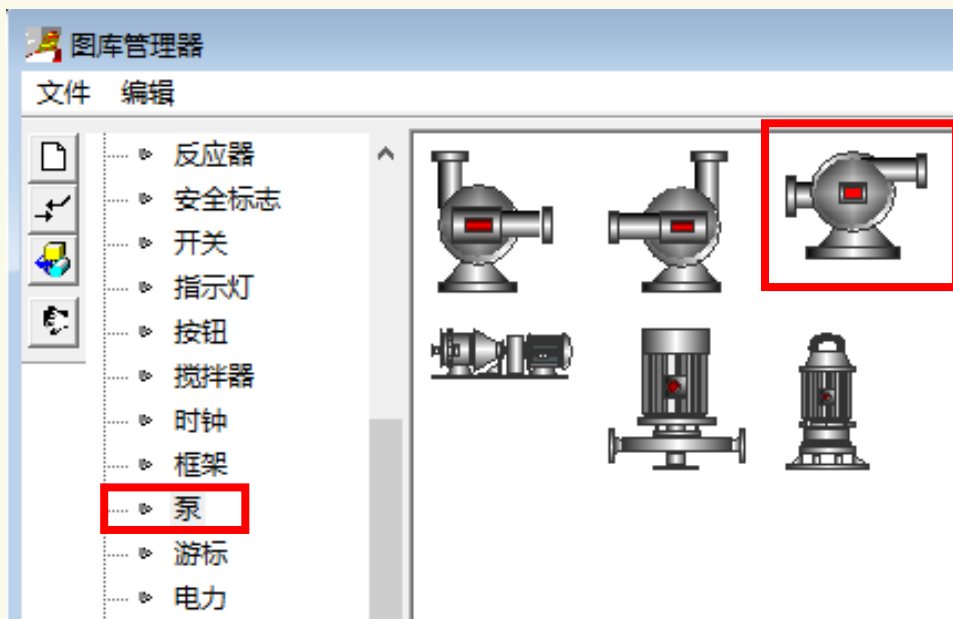 图库管理器
文件 编辑
反应器
安全标志
开关
指示灯
按钮
搅拌器
时钟
框架
泵
游标
电力